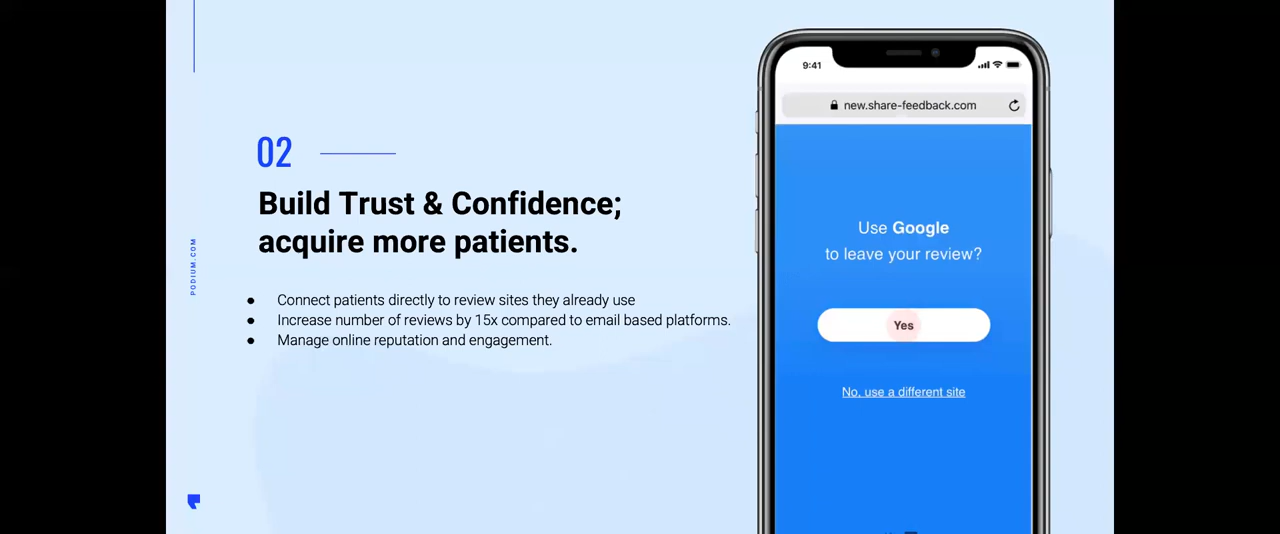 02
Build Trust & Confidence;
acquire more patients.
● Connect patients directly to review sites they already use
● Increase number of reviews by 15x compared to email based platforms.
● Manage online reputation and engagement.
PODIUM.COM
9:41
new.share-feedback.com
Use Google
to leave your review?
Yes
No, use a different site